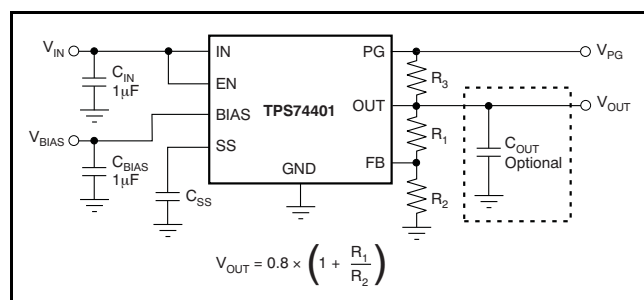 V_IN
IN
PG
V_PG
C_IN
1µF
EN
R_3
TPS74401
BIAS
OUT
V_OUT
V_BIAS
R_1
C_OUT
Optional
SS
FB
C_BIAS
1µF
C_SS
GND
R_2
V_OUT = 0.8 × (1 + R_1/R_2)